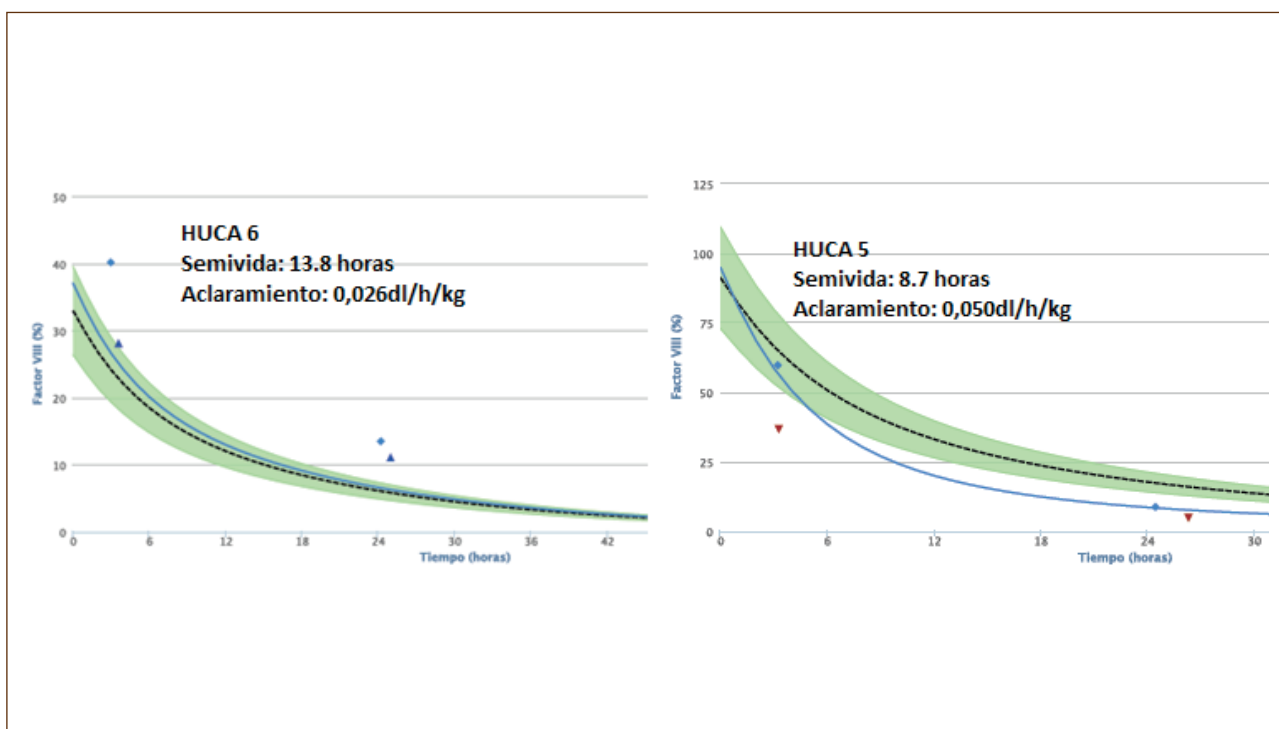 50
HUCA 6
Semivida: 13.8 horas
Aclaramiento: 0,026dl/h/kg
40
30
20
10
0
Factor VIII (%)
0 6 12 18 24 30 36 42
Tiempo (horas)
125
HUCA 5
Semivida: 8.7 horas
Aclaramiento: 0,050dl/h/kg
100
75
50
25
0
Factor VIII (%)
0 6 12 18 24 30
Tiempo (horas)